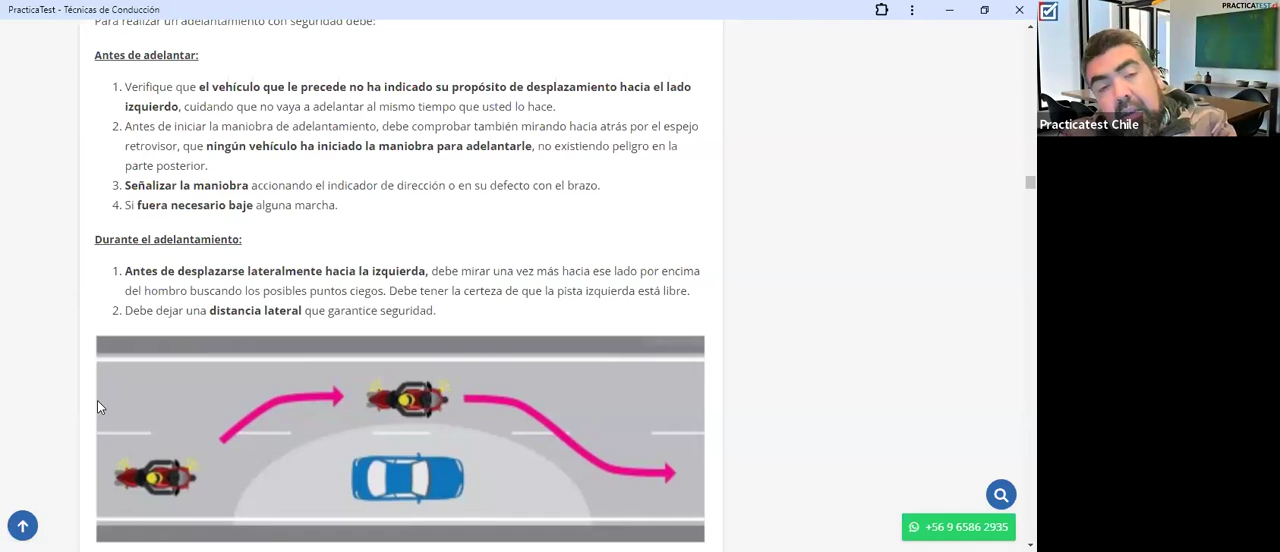 PracticaTest - Técnicas de Conducción
Para realizar un adelantamiento con seguridad debe:
Antes de adelantar:
1. Verifique que el vehículo que le precede no ha indicado su propósito de desplazamiento hacia el lado
izquierdo, cuidando que no vaya a adelantar al mismo tiempo que usted lo hace.
2. Antes de iniciar la maniobra de adelantamiento, debe comprobar también mirando hacia atrás por el espejo
retrovisor, que ningún vehículo ha iniciado la maniobra para adelantarle, no existiendo peligro en la
parte posterior.
3. Señalizar la maniobra accionando el indicador de dirección o en su defecto con el brazo.
4. Si fuera necesario baje alguna marcha.
Durante el adelantamiento:
1. Antes de desplazarse lateralmente hacia la izquierda, debe mirar una vez más hacia ese lado por encima
del hombro buscando los posibles puntos ciegos. Debe tener la certeza de que la pista izquierda está libre.
2. Debe dejar una distancia lateral que garantice seguridad.
+56 9 6586 2935
PRACTICATEST
Practicatest Chile